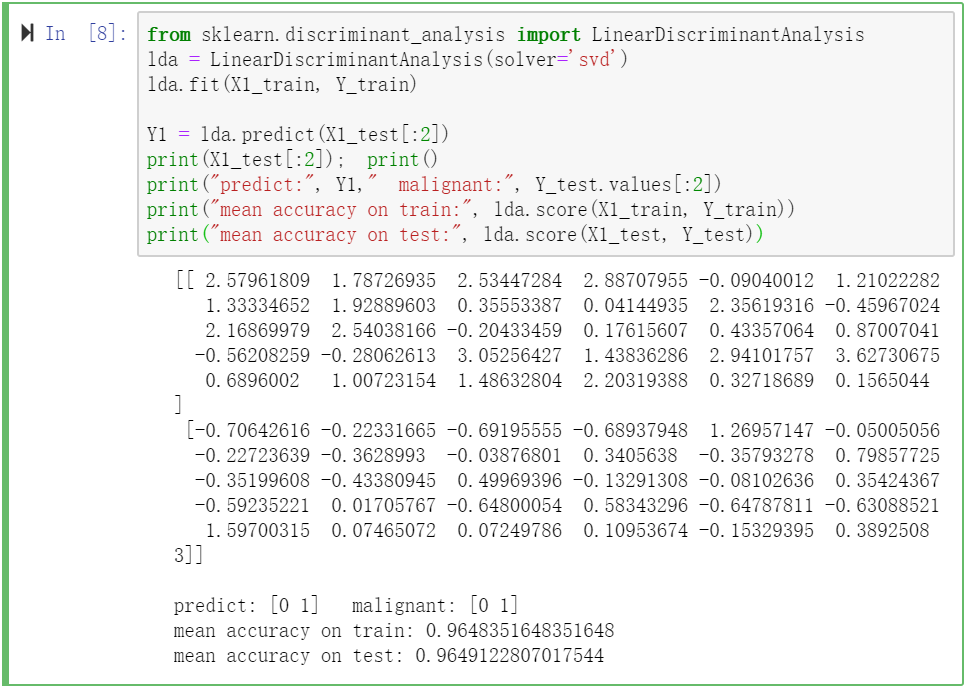 In [8]:
from sklearn.discriminant_analysis import LinearDiscriminantAnalysis
lda = LinearDiscriminantAnalysis(solver='svd')
lda.fit(X1_train, Y_train)
Y1 = lda.predict(X1_test[:2])
print(X1_test[:2]);  print()
print("predict:", Y1,"  malignant:", Y_test.values[:2])
print("mean accuracy on train:", lda.score(X1_train, Y_train))
print("mean accuracy on test:", lda.score(X1_test, Y_test))
[[ 2.57961809  1.78726935  2.53447284  2.88707955 -0.09040012  1.21022282
1.33334652  1.92889603  0.35553387  0.04144935  2.35619316 -0.45967024
2.16869979  2.54038166 -0.20433459  0.17615607  0.43357064  0.87007041
-0.56208259 -0.28062613  3.05256427  1.43836286  2.94101757  3.62730675
0.6896002   1.00723154  1.48632804  2.20319388  0.32718689  0.1565044
]
[-0.70642616 -0.22331665 -0.69195555 -0.68937948  1.26957147 -0.05005056
-0.22723639 -0.3628993  -0.03876801  0.3405638  -0.35793278  0.79857725
-0.35199608 -0.43380945  0.49969396 -0.13291308 -0.08102636  0.35424367
-0.59235221  0.01705767 -0.64800054  0.58343296 -0.64787811 -0.63088521
1.59700315  0.07465072  0.07249786  0.10953674 -0.15329395  0.3892508
3]]
predict: [0 1]   malignant: [0 1]
mean accuracy on train: 0.9648351648351648
mean accuracy on test: 0.9649122807017544